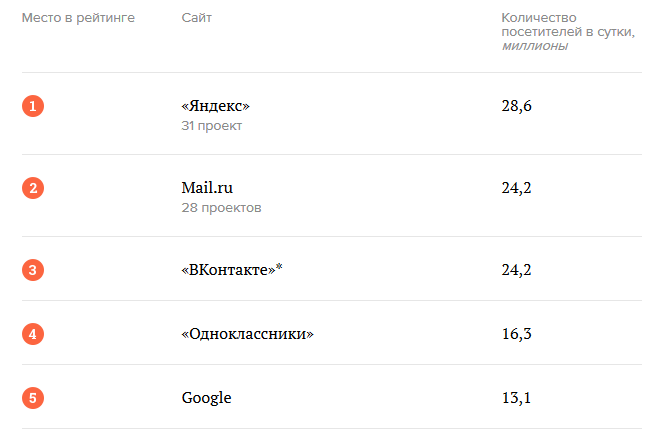 Место в рейтинге
Сайт
Количество
посетителей в сутки,
миллионы
1
«Яндекс»
28,6
31 проект
2
Mail.ru
24,2
28 проектов
3
«ВКонтакте»*
24,2
4
«Одноклассники»
16,3
5
Google
13,1